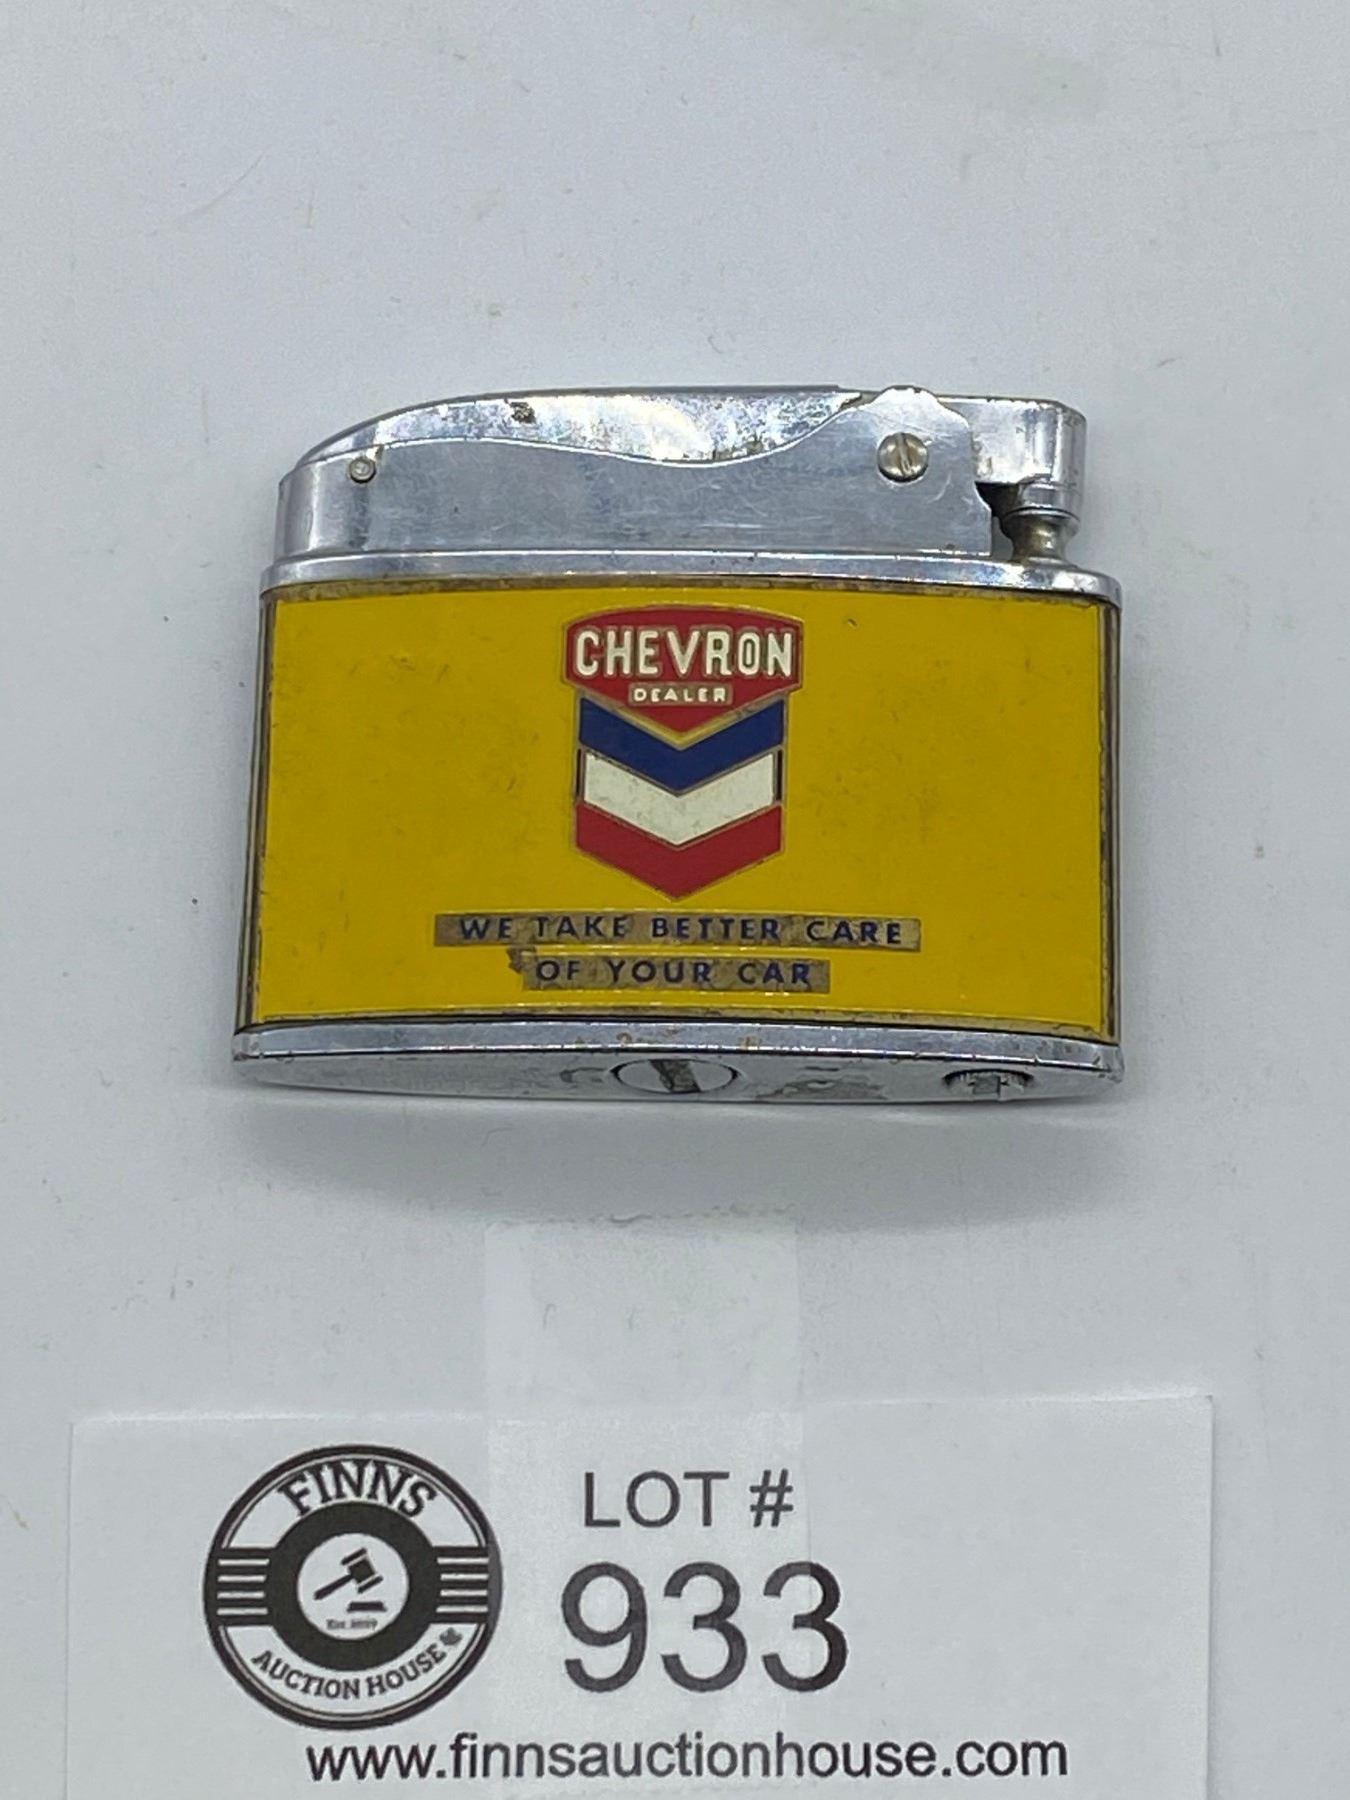 CHEVRON
DEALER
WE TAKE BETTER CARE
OF YOUR CAR
FINNS
AUCTION HOUSE
LOT #
933
www.finnsauctionhouse.com